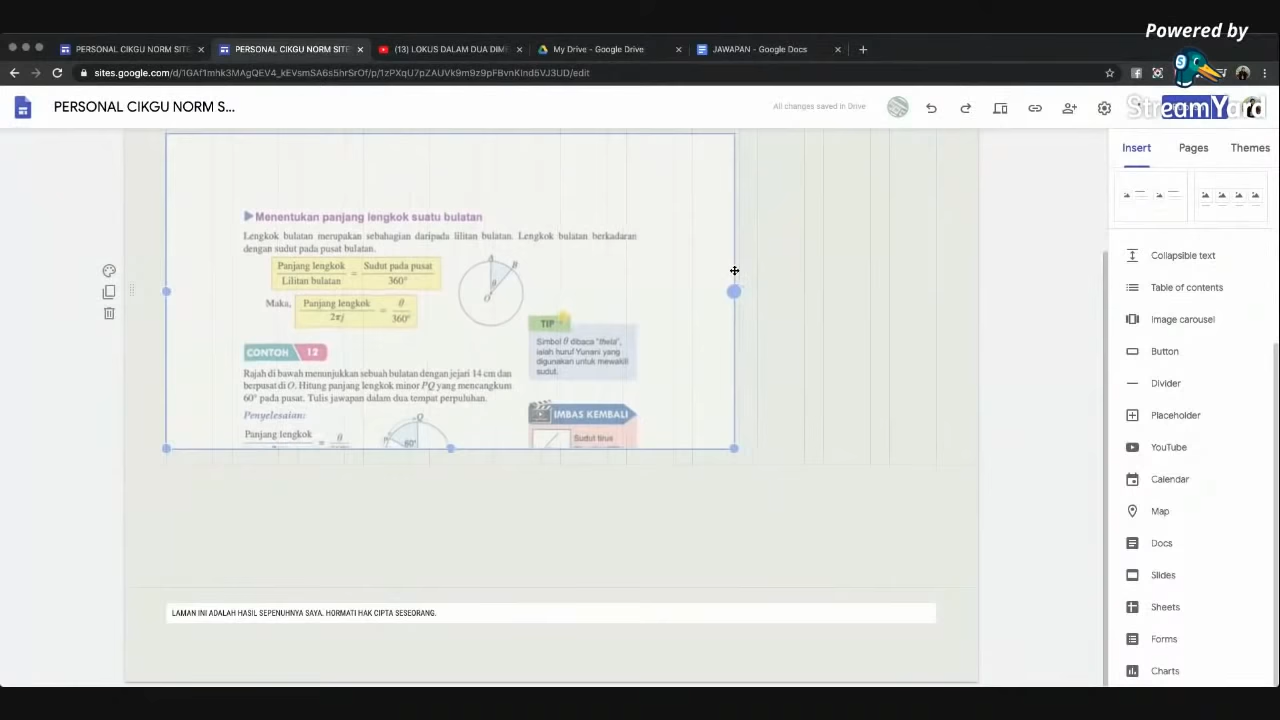 Powered by
StreamYard
PERSONAL CIKGU NORM SITE
PERSONAL CIKGU NORM SITE
(13) LOKUS DALAM DUA DIME
My Drive - Google Drive
JAWAPAN - Google Docs
sites.google.com/d/1GAf1mhk3MAgQEV4_kEVsmSA6s5hrSrOf/p/1zPXqU7pZAUVk9m9z9pFBvnKInd5VJ3UD/edit
PERSONAL CIKGU NORM S...
All changes saved in Drive
Insert
Pages
Themes
Menentukan panjang lengkok suatu bulatan
Lengkok bulatan merupakan sebahagian daripada lilitan bulatan. Lengkok bulatan berkadaran
dengan sudut pada pusat bulatan.
Panjang lengkok / Lilitan bulatan = Sudut pada pusat / 360°
A
B
θ
O
Maka, Panjang lengkok / 2πj = θ / 360°
TIP
Simbol θ dibaca "theta",
ialah huruf Yunani yang
digunakan untuk mewakili
sudut.
CONTOH 12
Rajah di bawah menunjukkan sebuah bulatan dengan jejari 14 cm dan
berpusat di O. Hitung panjang lengkok minor PQ yang mencangkum
60° pada pusat. Tulis jawapan dalam dua tempat perpuluhan.
Penyelesaian:
Panjang lengkok = θ
Q
P
60°
IMBAS KEMBALI
Sudut tirus
LAMAN INI ADALAH HASIL SEPENUHNYA SAYA. HORMATI HAK CIPTA SESEORANG.
Collapsible text
Table of contents
Image carousel
Button
Divider
Placeholder
YouTube
Calendar
Map
Docs
Slides
Sheets
Forms
Charts